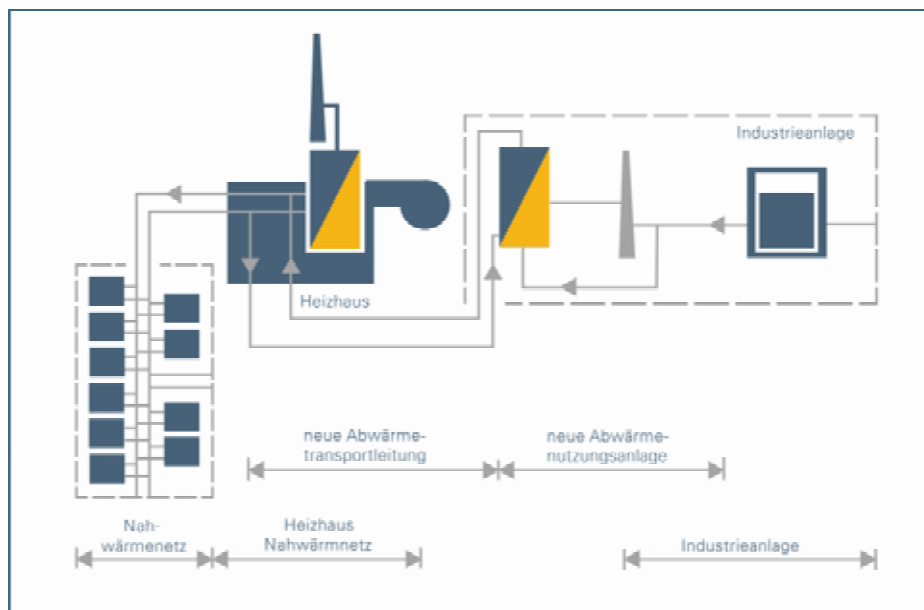 Industrieanlage
Heizhaus
neue Abwärme-
transportleitung
neue Abwärme-
nutzungsanlage
Nah-
wärmenetz
Heizhaus
Nahwärmnetz
Industrieanlage